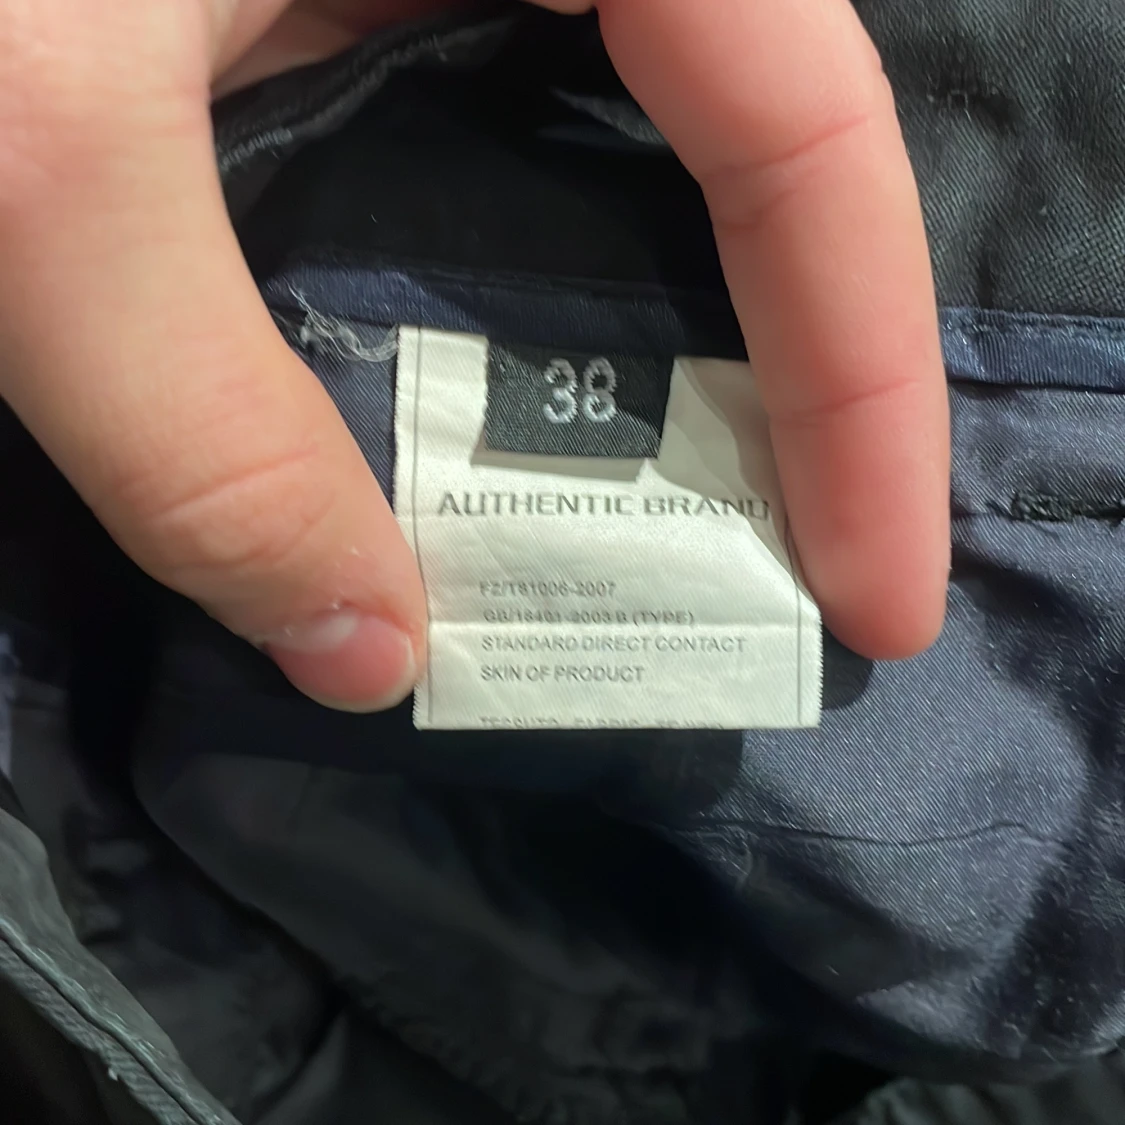 38
AUTHENTIC BRAND
FZ/T81006-2007
GB/18401-2003 B (TYPE)
STANDARD DIRECT CONTACT
SKIN OF PRODUCT